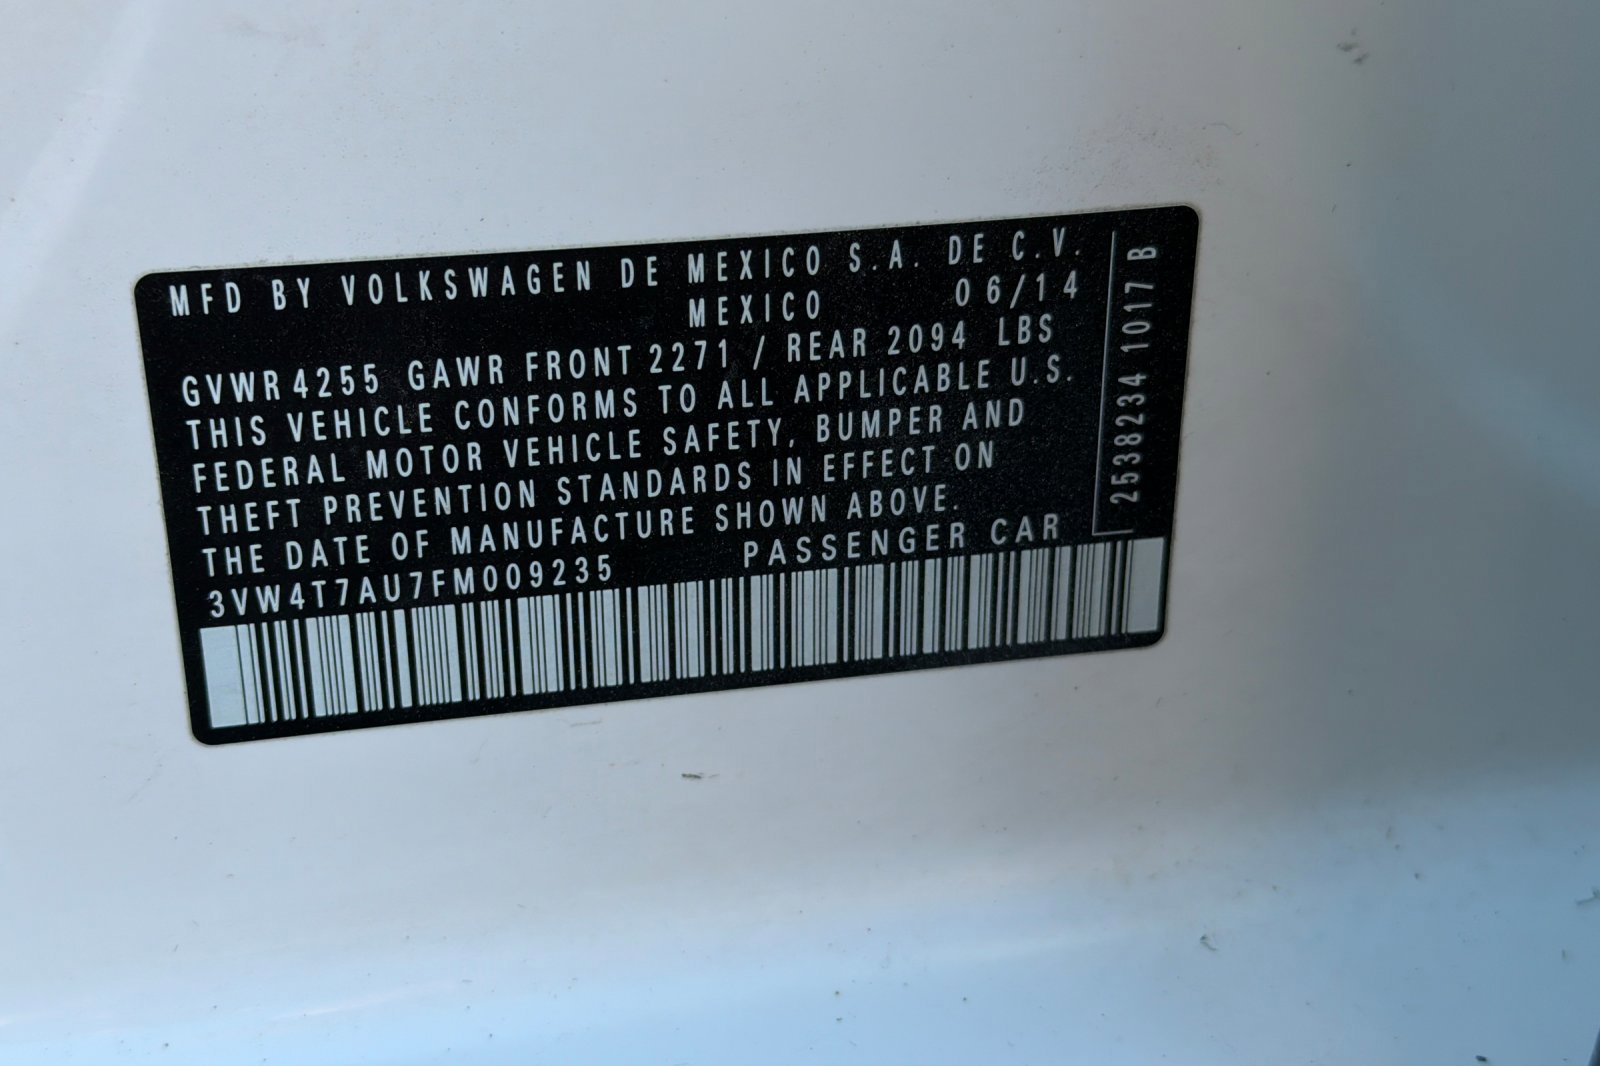 MFD BY VOLKSWAGEN DE MEXICO S.A. DE C.V.
MEXICO 06/14
GVWR 4255 GAWR FRONT 2271 / REAR 2094 LBS
THIS VEHICLE CONFORMS TO ALL APPLICABLE U.S.
FEDERAL MOTOR VEHICLE SAFETY, BUMPER AND
THEFT PREVENTION STANDARDS IN EFFECT ON
THE DATE OF MANUFACTURE SHOWN ABOVE.
3VW4T7AU7FM009235 PASSENGER CAR
2538234 1017 B